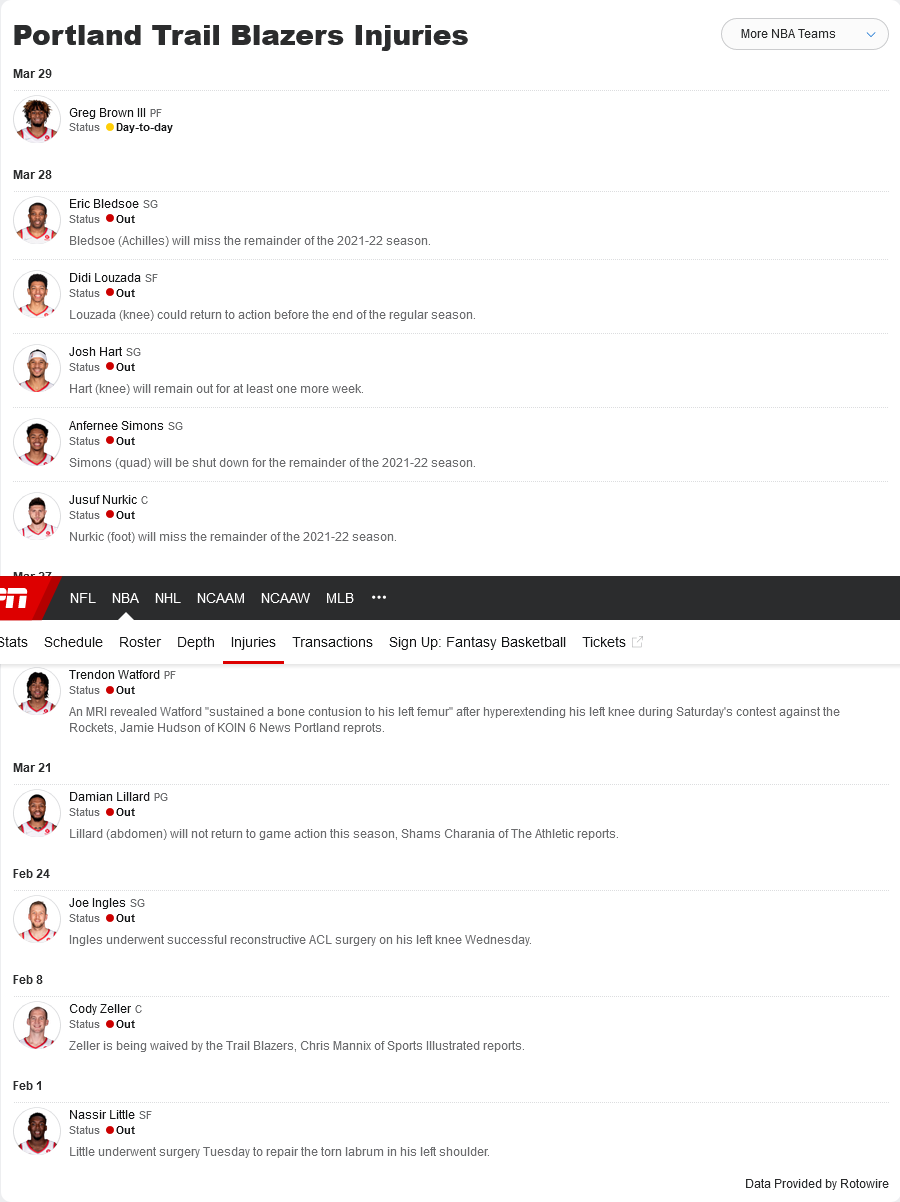 Portland Trail Blazers Injuries
More NBA Teams
Mar 29
Greg Brown III PF
Status Day-to-day
Mar 28
Eric Bledsoe SG
Status Out
Bledsoe (Achilles) will miss the remainder of the 2021-22 season.
Didi Louzada SF
Status Out
Louzada (knee) could return to action before the end of the regular season.
Josh Hart SG
Status Out
Hart (knee) will remain out for at least one more week.
Anfernee Simons SG
Status Out
Simons (quad) will be shut down for the remainder of the 2021-22 season.
Jusuf Nurkic C
Status Out
Nurkic (foot) will miss the remainder of the 2021-22 season.
Mar 27
NFL NBA NHL NCAAM NCAAW MLB •••
Stats Schedule Roster Depth Injuries Transactions Sign Up: Fantasy Basketball Tickets
Trendon Watford PF
Status Out
An MRI revealed Watford "sustained a bone contusion to his left femur" after hyperextending his left knee during Saturday's contest against the
Rockets, Jamie Hudson of KOIN 6 News Portland reprots.
Mar 21
Damian Lillard PG
Status Out
Lillard (abdomen) will not return to game action this season, Shams Charania of The Athletic reports.
Feb 24
Joe Ingles SG
Status Out
Ingles underwent successful reconstructive ACL surgery on his left knee Wednesday.
Feb 8
Cody Zeller C
Status Out
Zeller is being waived by the Trail Blazers, Chris Mannix of Sports Illustrated reports.
Feb 1
Nassir Little SF
Status Out
Little underwent surgery Tuesday to repair the torn labrum in his left shoulder.
Data Provided by Rotowire